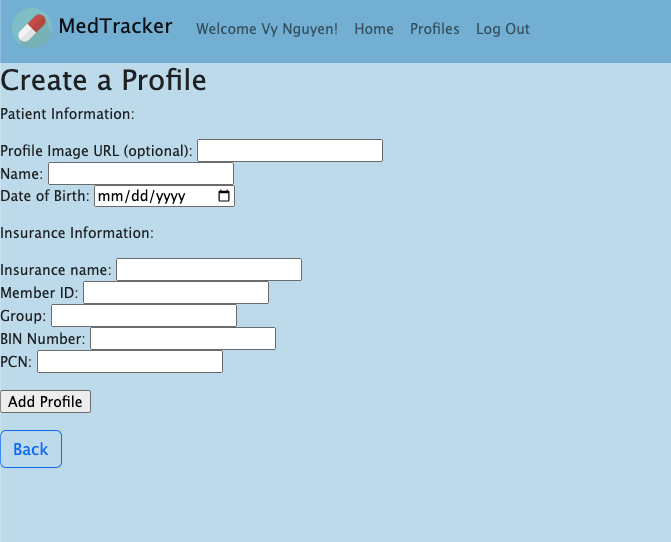 MedTracker Welcome Vy Nguyen! Home Profiles Log Out
Create a Profile
Patient Information:
Profile Image URL (optional):
Name:
Date of Birth: mm/dd/yyyy
Insurance Information:
Insurance name:
Member ID:
Group:
BIN Number:
PCN:
Add Profile
Back